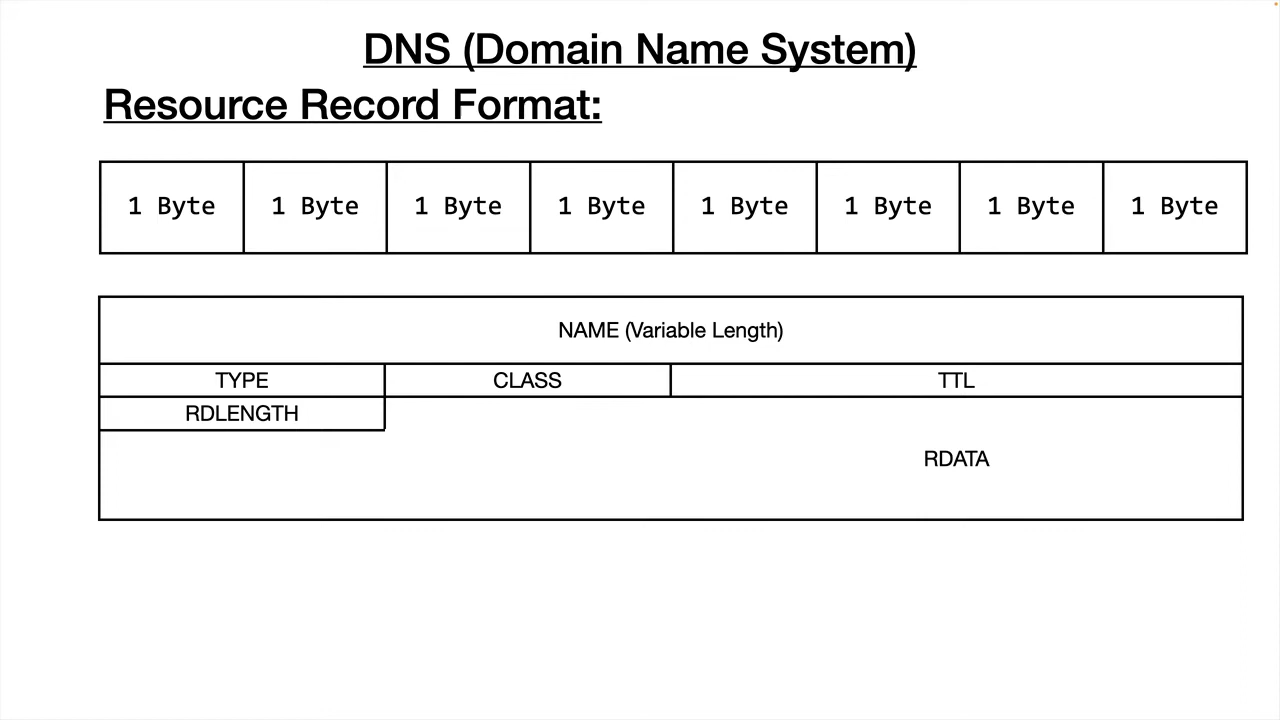 DNS (Domain Name System)
Resource Record Format:
1 Byte 1 Byte 1 Byte 1 Byte 1 Byte 1 Byte 1 Byte 1 Byte
NAME (Variable Length)
TYPE CLASS TTL
RDLENGTH
RDATA